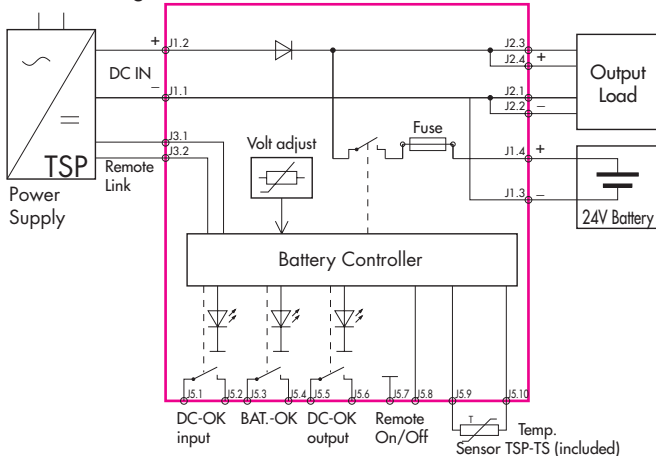 J1.2
J2.3
J2.4
+
+
DC IN
Output
Load
−
J1.1
J2.1
J2.2
−
J3.1
J3.2
TSP
Remote
Link
Power
Supply
Volt adjust
Fuse
J1.4
+
J1.3
−
24V Battery
Battery Controller
J5.1
J5.2
J5.3
J5.4
J5.5
J5.6
J5.7
J5.8
J5.9
J5.10
DC-OK
input
BAT.-OK
DC-OK
output
Remote
On/Off
T
Temp.
Sensor TSP-TS (included)